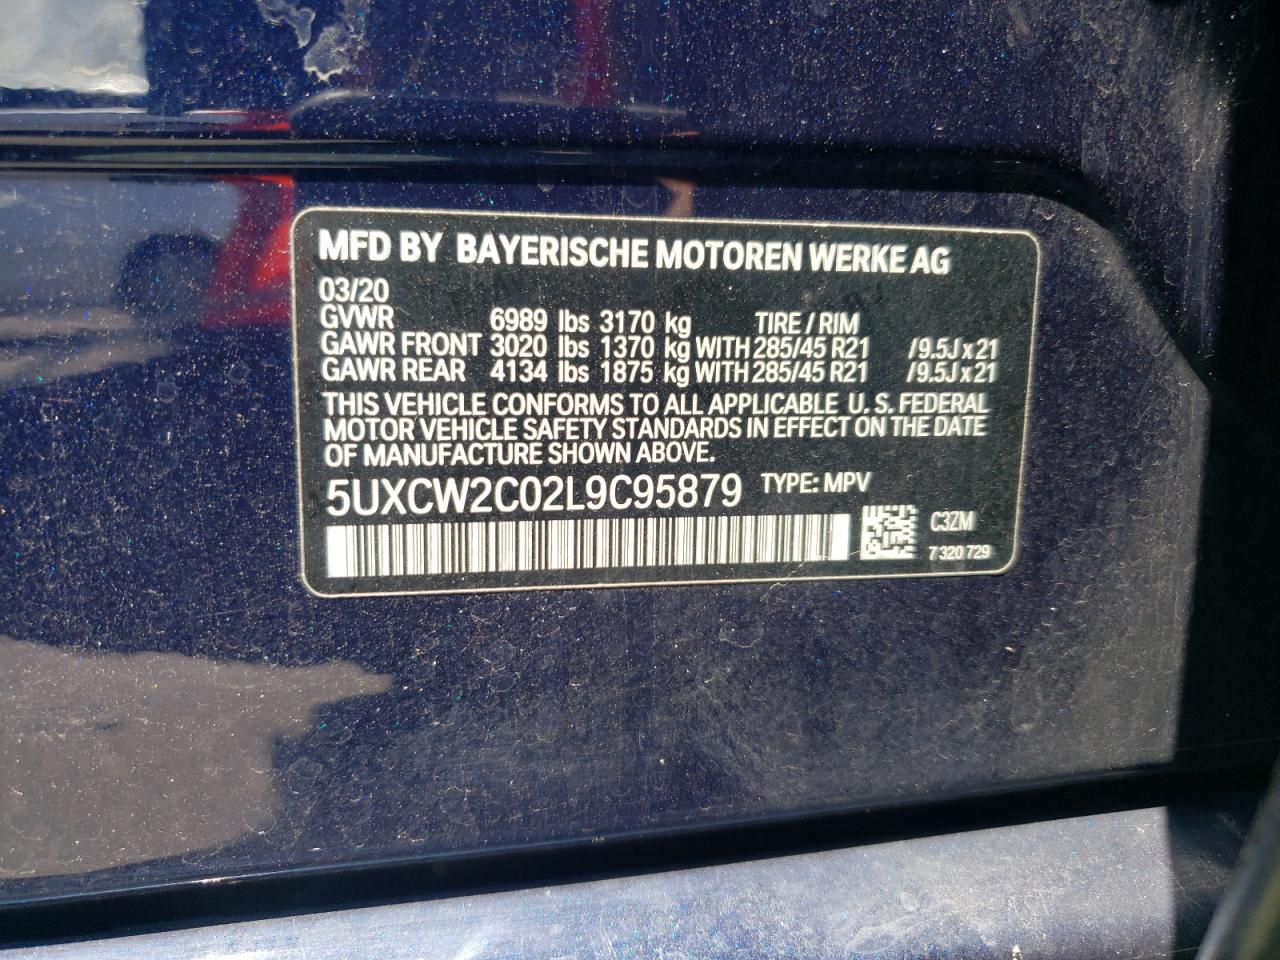 MFD BY BAYERISCHE MOTOREN WERKE AG
03/20
GVWR 6989 lbs 3170 kg TIRE / RIM
GAWR FRONT 3020 lbs 1370 kg WITH 285/45 R21 /9.5J x 21
GAWR REAR 4134 lbs 1875 kg WITH 285/45 R21 /9.5J x 21
THIS VEHICLE CONFORMS TO ALL APPLICABLE U.S. FEDERAL
MOTOR VEHICLE SAFETY STANDARDS IN EFFECT ON THE DATE
OF MANUFACTURE SHOWN ABOVE.
5UXCW2C02L9C95879 TYPE: MPV
C3ZM
7 320 729